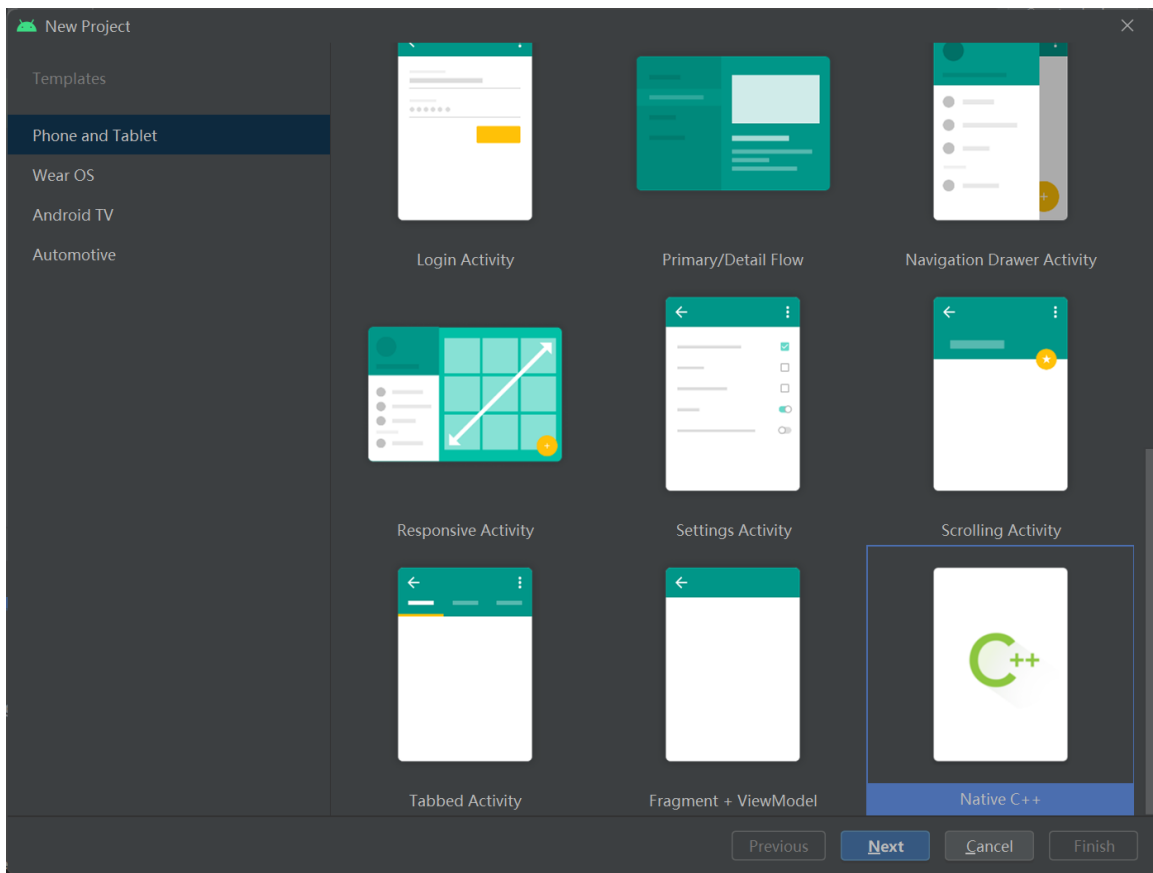 New Project
Templates
Phone and Tablet
Wear OS
Android TV
Automotive
Login Activity
Primary/Detail Flow
Navigation Drawer Activity
Responsive Activity
Settings Activity
Scrolling Activity
C++
Tabbed Activity
Fragment + ViewModel
Native C++
Previous
Next
Cancel
Finish